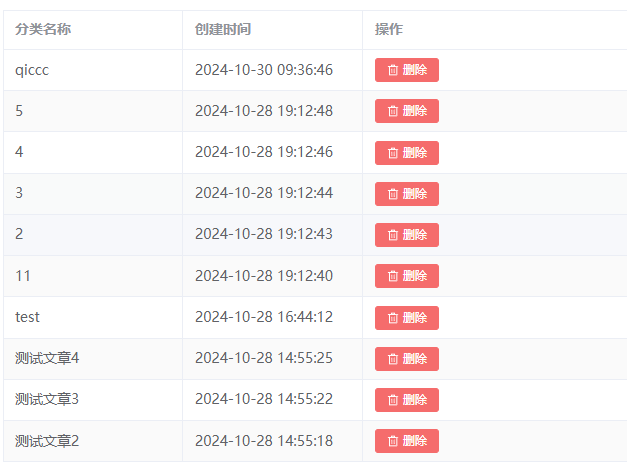 分类名称 创建时间 操作
qiccc 2024-10-30 09:36:46 删除
5 2024-10-28 19:12:48 删除
4 2024-10-28 19:12:46 删除
3 2024-10-28 19:12:44 删除
2 2024-10-28 19:12:43 删除
11 2024-10-28 19:12:40 删除
test 2024-10-28 16:44:12 删除
测试文章4 2024-10-28 14:55:25 删除
测试文章3 2024-10-28 14:55:22 删除
测试文章2 2024-10-28 14:55:18 删除